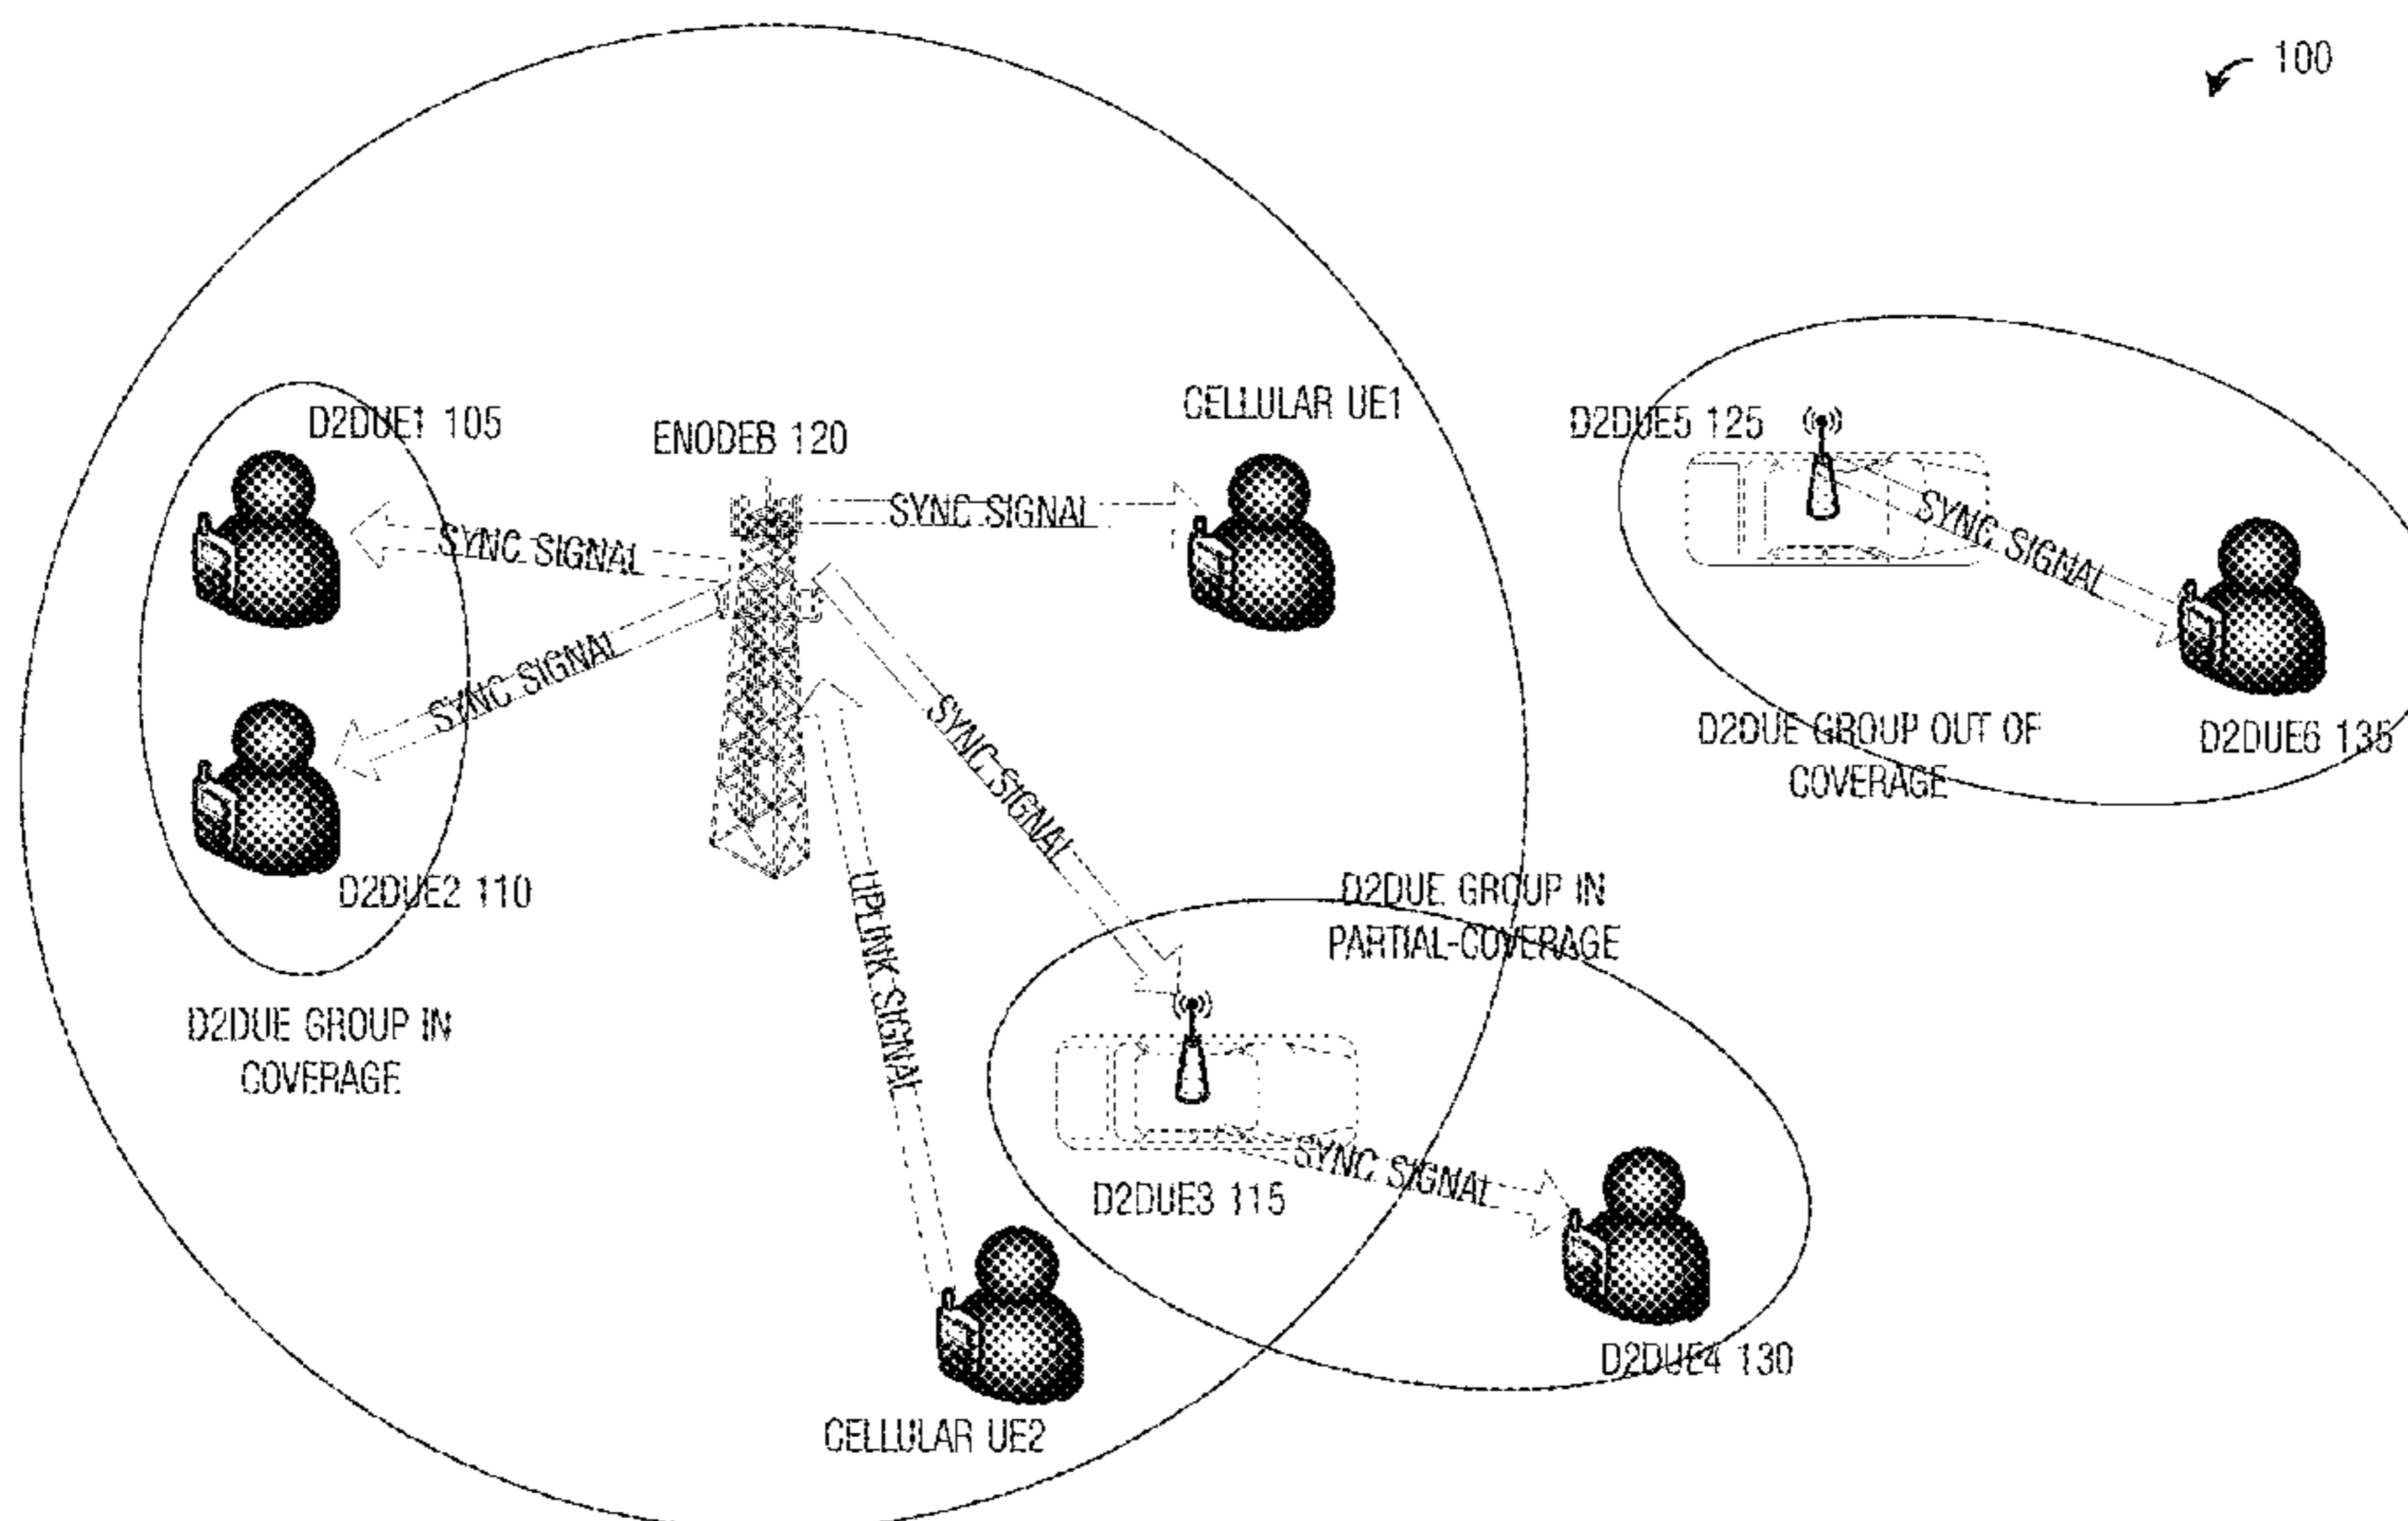 100
D2DUE1 105
ENODEB 120
CELLULAR UE1
D2DUE5 125
SYNC SIGNAL
SYNC SIGNAL
SYNC SIGNAL
SYNC SIGNAL
SYNC SIGNAL
D2DUE2 110
UPLINK SIGNAL
D2DUE GROUP OUT OF
COVERAGE
D2DUE6 135
D2DUE GROUP IN
PARTIAL-COVERAGE
D2DUE GROUP IN
COVERAGE
D2DUE3 115
SYNC SIGNAL
D2DUE4 130
CELLULAR UE2